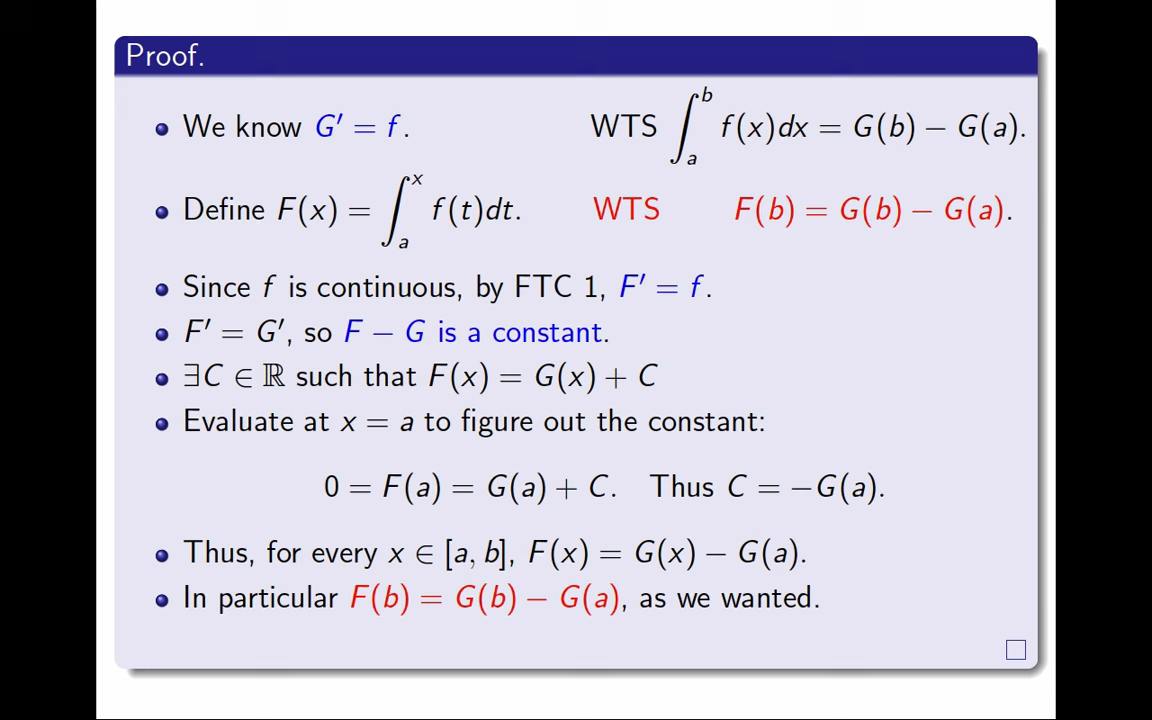 Proof.
We know G′ = f. WTS ∫_a^b f(x)dx = G(b) − G(a).
Define F(x) = ∫_a^x f(t)dt. WTS F(b) = G(b) − G(a).
Since f is continuous, by FTC 1, F′ = f.
F′ = G′, so F − G is a constant.
∃C ∈ ℝ such that F(x) = G(x) + C
Evaluate at x = a to figure out the constant:
0 = F(a) = G(a) + C. Thus C = −G(a).
Thus, for every x ∈ [a, b], F(x) = G(x) − G(a).
In particular F(b) = G(b) − G(a), as we wanted.